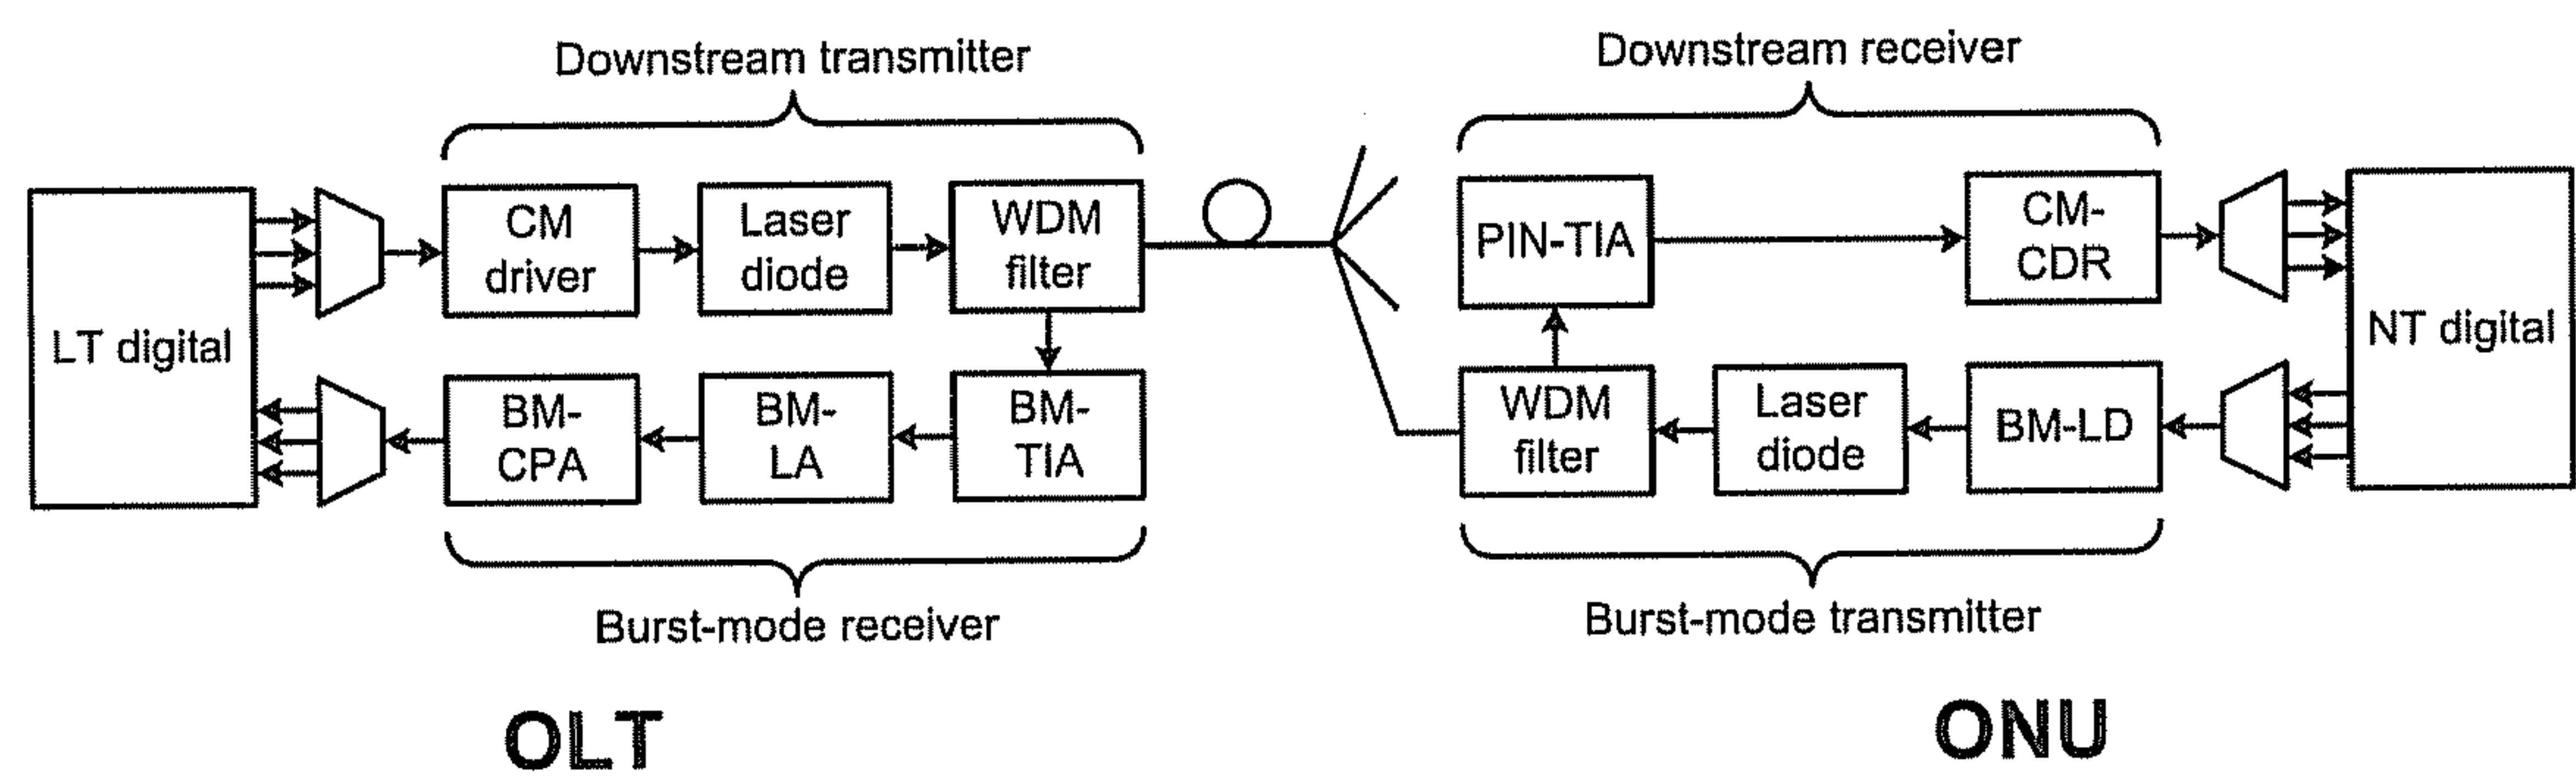 Downstream transmitter
Downstream receiver
LT digital
CM
driver
Laser
diode
WDM
filter
PIN-TIA
CM-
CDR
NT digital
BM-
CPA
BM-
LA
BM-
TIA
WDM
filter
Laser
diode
BM-LD
Burst-mode receiver
Burst-mode transmitter
OLT
ONU